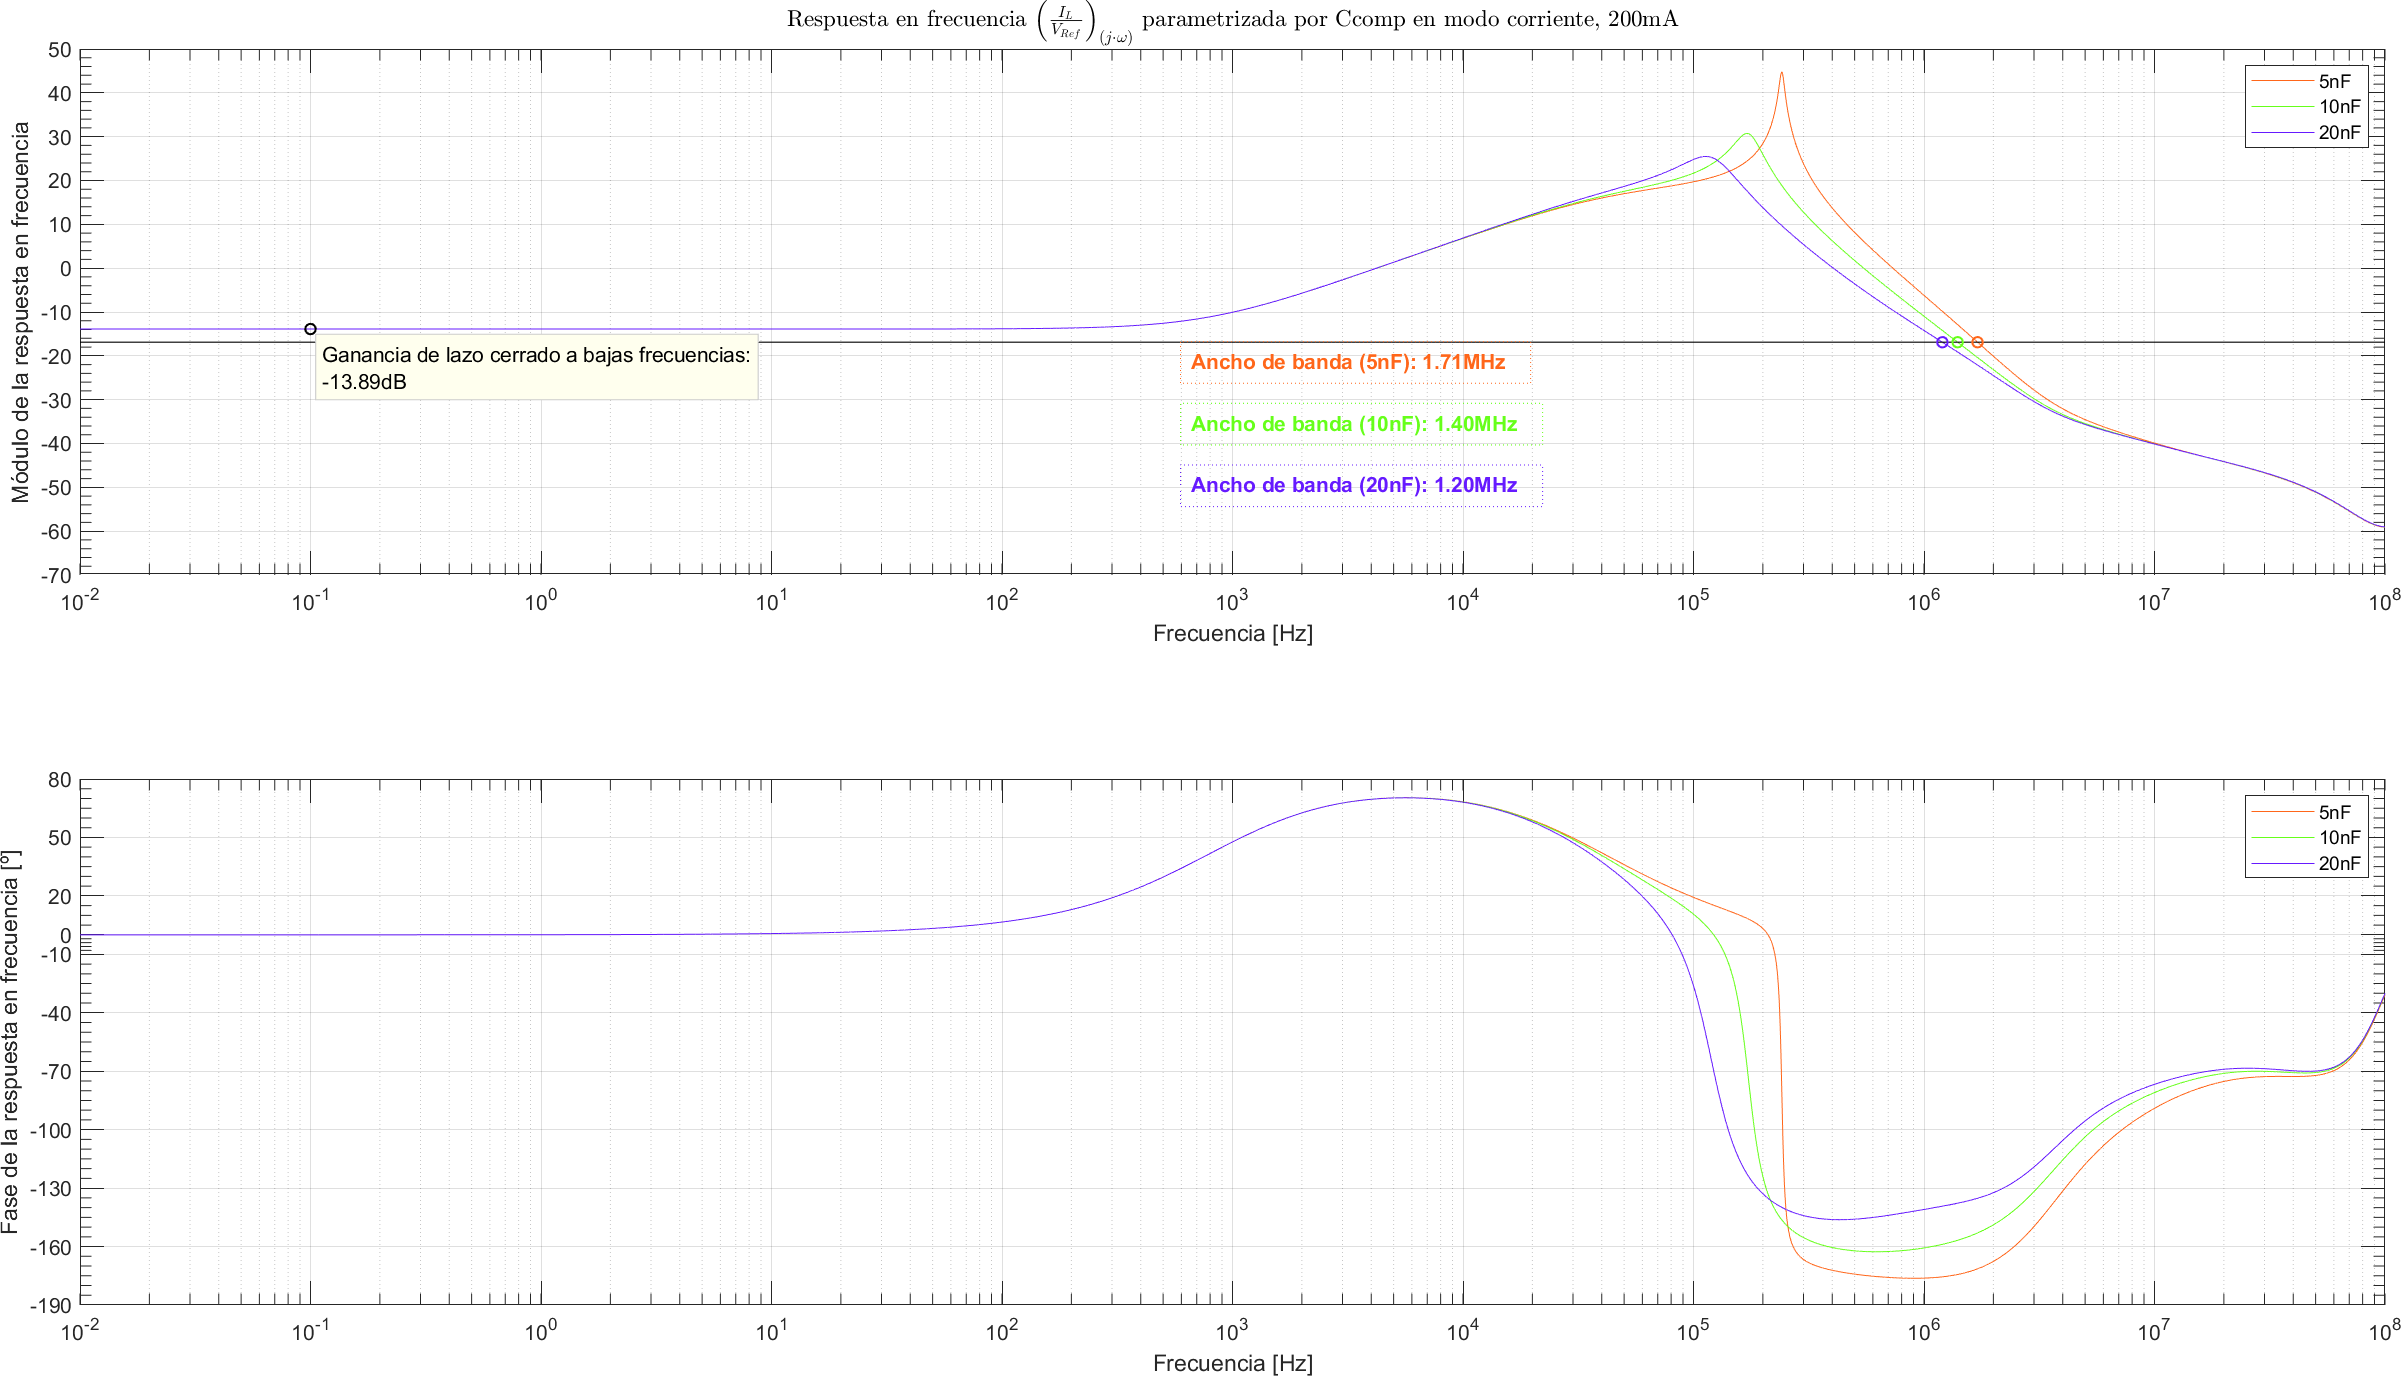 Respuesta en frecuencia (I_L/V_Ref)_(j·ω) parametrizada por Ccomp en modo corriente, 200mA
Módulo de la respuesta en frecuencia
50
40
30
20
10
0
-10
-20
-30
-40
-50
-60
-70
5nF
10nF
20nF
Ganancia de lazo cerrado a bajas frecuencias:
-13.89dB
Ancho de banda (5nF): 1.71MHz
Ancho de banda (10nF): 1.40MHz
Ancho de banda (20nF): 1.20MHz
10^-2 10^-1 10^0 10^1 10^2 10^3 10^4 10^5 10^6 10^7 10^8
Frecuencia [Hz]
Fase de la respuesta en frecuencia [º]
80
50
20
0
-10
-40
-70
-100
-130
-160
-190
5nF
10nF
20nF
10^-2 10^-1 10^0 10^1 10^2 10^3 10^4 10^5 10^6 10^7 10^8
Frecuencia [Hz]